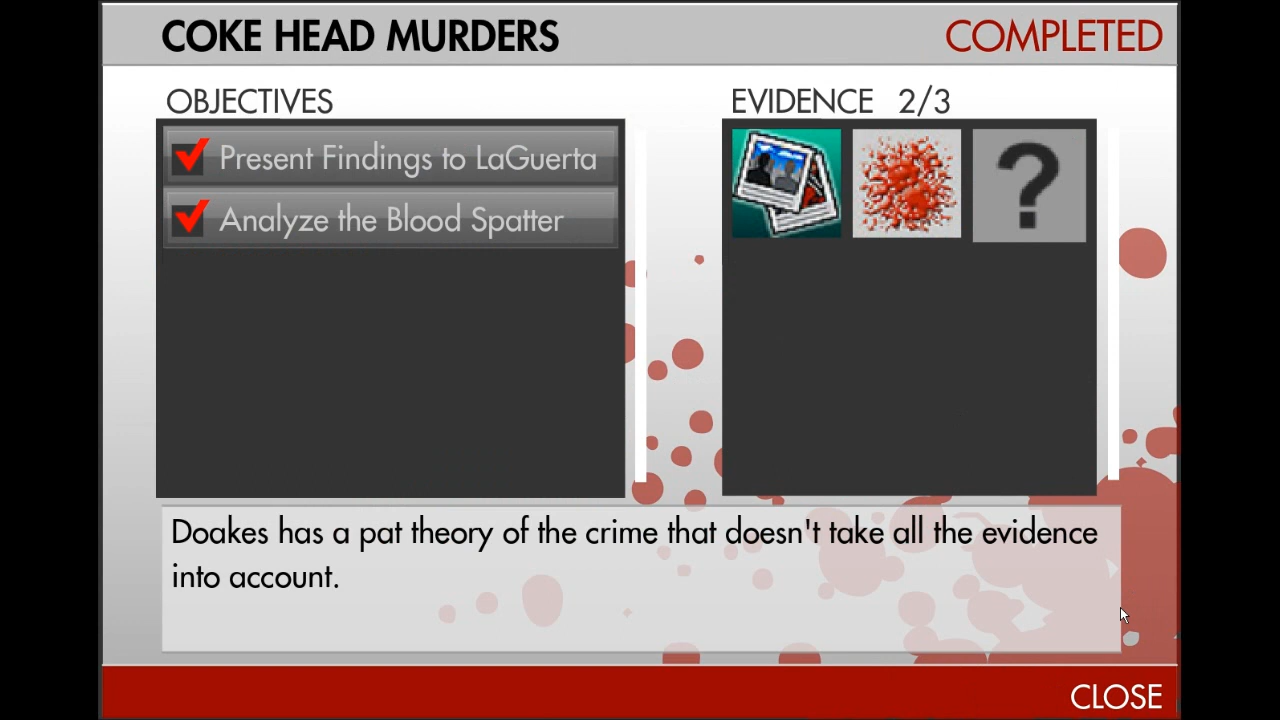 COKE HEAD MURDERS
COMPLETED
OBJECTIVES
Present Findings to LaGuerta
Analyze the Blood Spatter
EVIDENCE 2/3
?
Doakes has a pat theory of the crime that doesn't take all the evidence
into account.
CLOSE